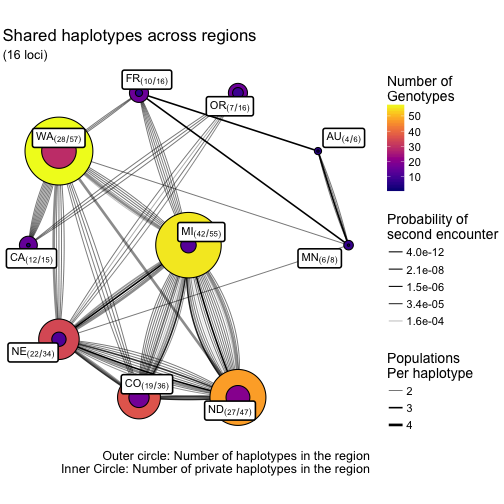 Shared haplotypes across regions
(16 loci)
FR(10/16)
OR(7/16)
WA(28/57)
AU(4/6)
MI(42/55)
CA(12/15)
MN(6/8)
NE(22/34)
CO(19/36)
ND(27/47)
Outer circle: Number of haplotypes in the region
Inner Circle: Number of private haplotypes in the region
Number of
Genotypes
50
40
30
20
10
Probability of
second encounter
4.0e-12
2.1e-08
1.5e-06
3.4e-05
1.6e-04
Populations
Per haplotype
2
3
4